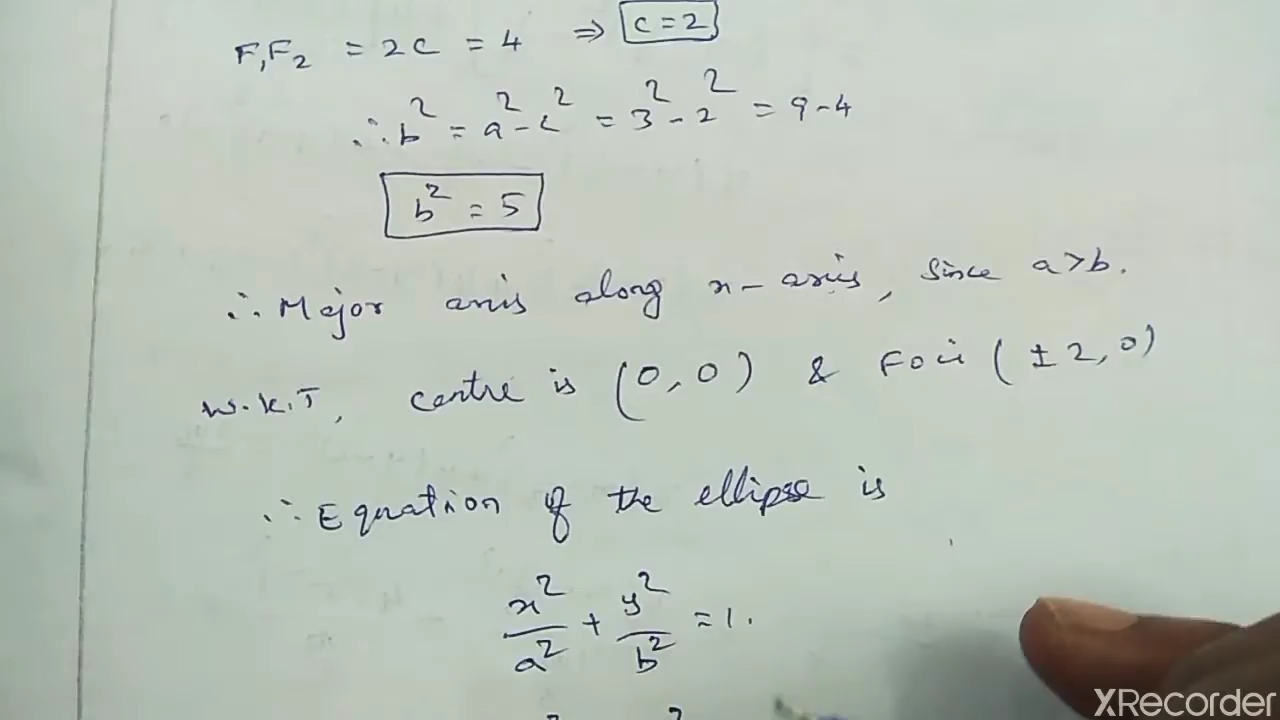 F₁F₂ = 2c = 4 ⇒ c = 2
∴ b² = a² - c² = 3² - 2² = 9 - 4
b² = 5
∴ Major axis along x-axis, since a > b.
W.K.T, centre is (0, 0) & Foci (± 2, 0)
∴ Equation of the ellipse is
x²/a² + y²/b² = 1.
XRecorder